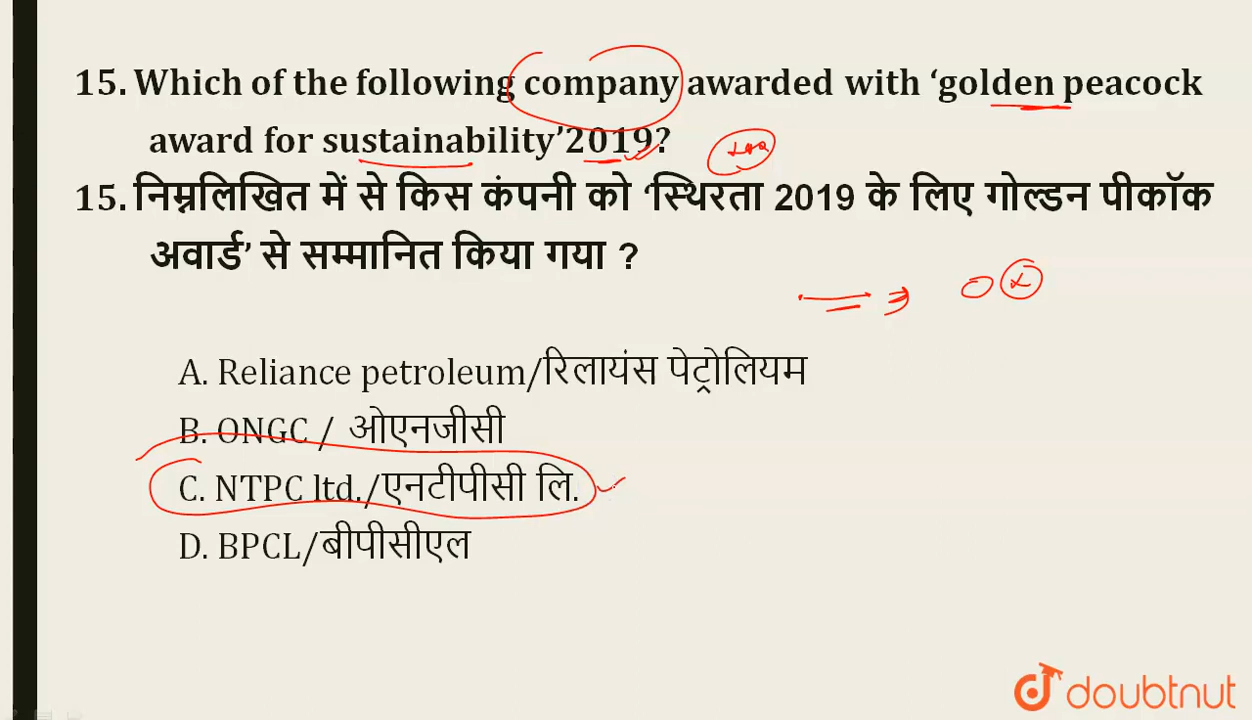 15. Which of the following company awarded with ‘golden peacock
award for sustainability’2019?
15. निम्नलिखित में से किस कंपनी को ‘स्थिरता 2019 के लिए गोल्डन पीकॉक
अवार्ड’ से सम्मानित किया गया ?
A. Reliance petroleum/रिलायंस पेट्रोलियम
B. ONGC / ओएनजीसी
C. NTPC ltd./एनटीपीसी लि.
D. BPCL/बीपीसीएल
doubtnut